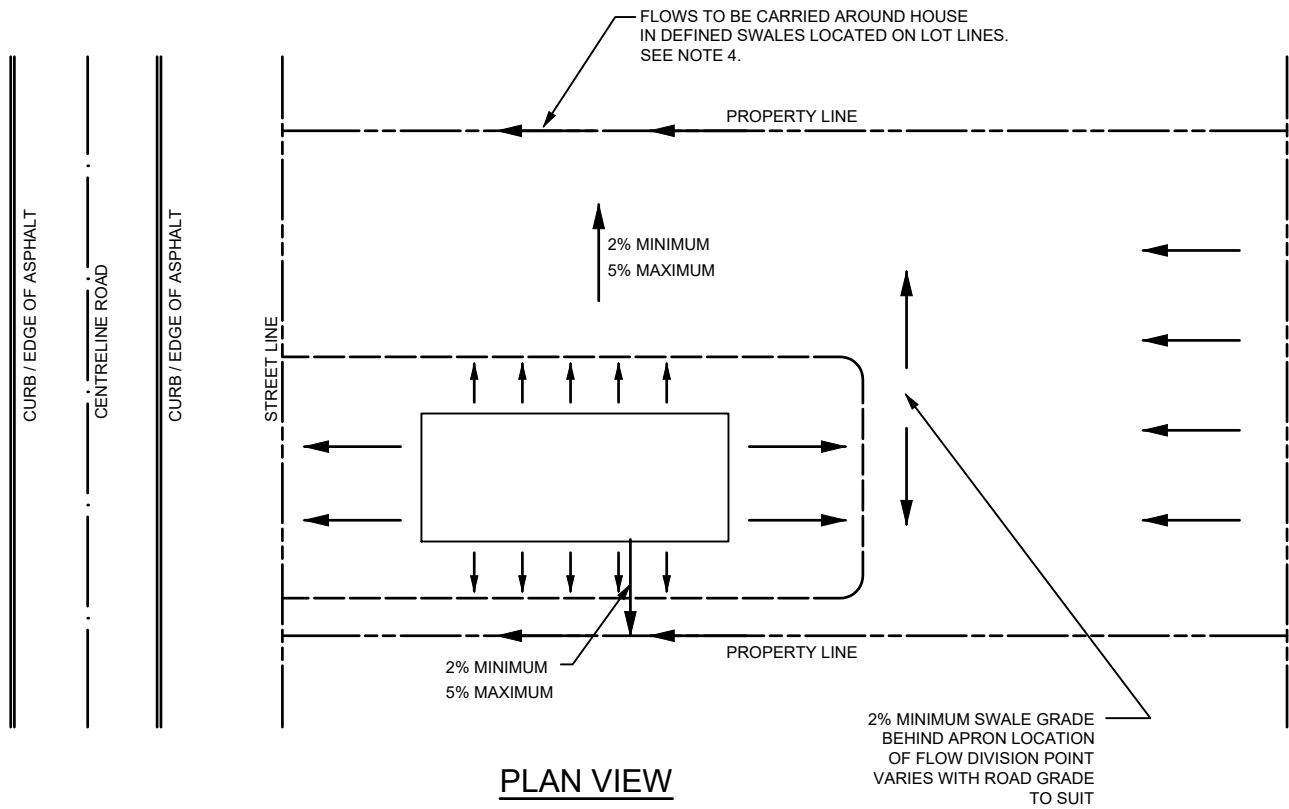 FLOWS TO BE CARRIED AROUND HOUSE
IN DEFINED SWALES LOCATED ON LOT LINES.
SEE NOTE 4.
PROPERTY LINE
CURB / EDGE OF ASPHALT
CENTRELINE ROAD
CURB / EDGE OF ASPHALT
STREET LINE
2% MINIMUM
5% MAXIMUM
2% MINIMUM
5% MAXIMUM
PROPERTY LINE
2% MINIMUM SWALE GRADE
BEHIND APRON LOCATION
OF FLOW DIVISION POINT
VARIES WITH ROAD GRADE
TO SUIT
PLAN VIEW